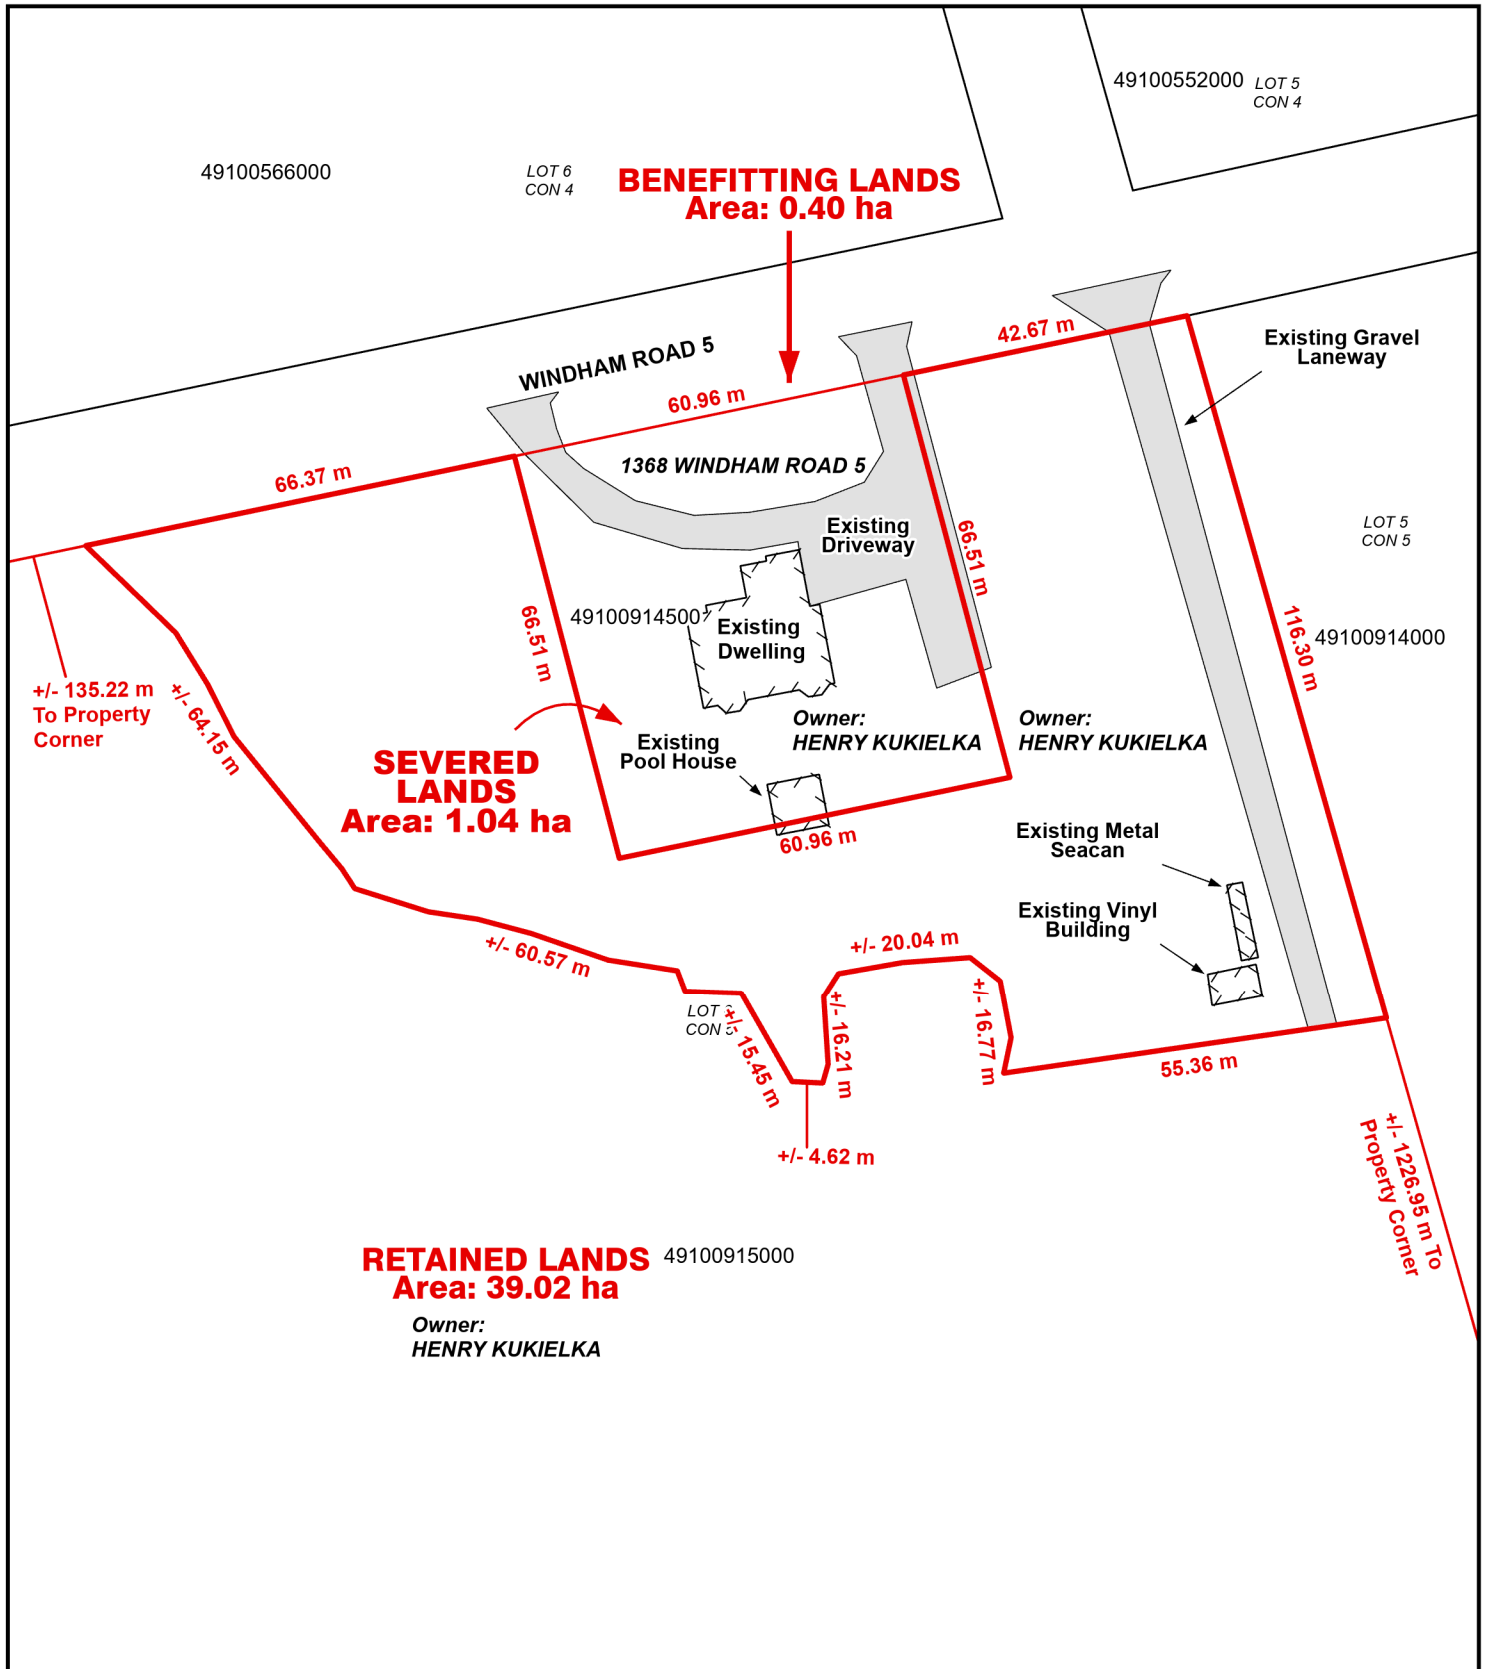 49100552000
LOT 5
CON 4
49100566000
LOT 6
CON 4
BENEFITTING LANDS
Area: 0.40 ha
42.67 m
Existing Gravel
Laneway
WINDHAM ROAD 5
60.96 m
1368 WINDHAM ROAD 5
66.37 m
Existing
Driveway
66.51 m
LOT 5
CON 5
49100914500
66.51 m
Existing
Dwelling
116.30 m
49100914000
+/- 135.22 m
To Property
Corner
+/- 64.15 m
Owner:
HENRY KUKIELKA
Owner:
HENRY KUKIELKA
Existing
Pool House
SEVERED
LANDS
Area: 1.04 ha
60.96 m
Existing Metal
Seacan
Existing Vinyl
Building
+/- 60.57 m
+/- 20.04 m
LOT
CON
+/- 15.45 m
+/- 16.21 m
+/- 16.77 m
55.36 m
+/- 4.62 m
+/- 1226.95 m To
Property Corner
RETAINED LANDS
Area: 39.02 ha
49100915000
Owner:
HENRY KUKIELKA